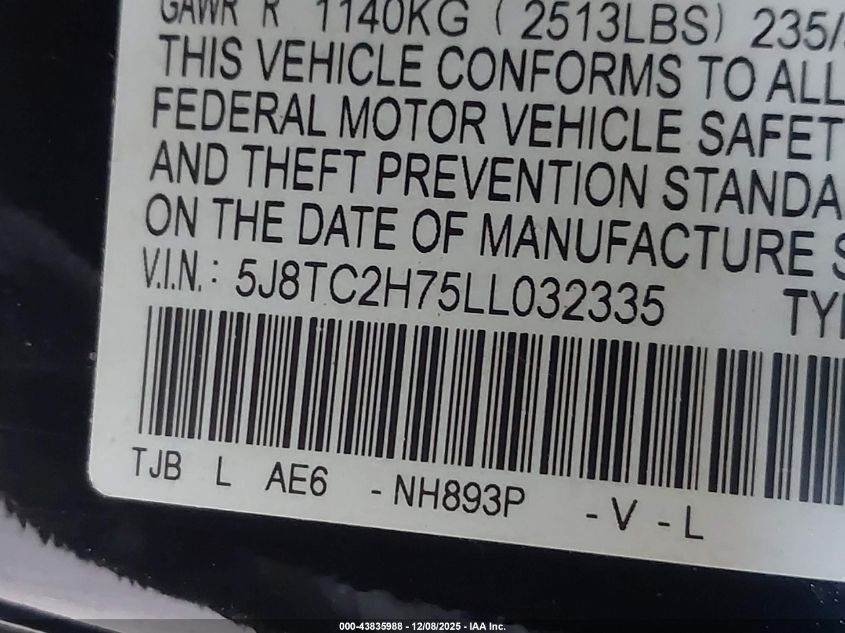 GAWR R 1140KG ( 2513LBS) 235/
THIS VEHICLE CONFORMS TO ALL
FEDERAL MOTOR VEHICLE SAFET
AND THEFT PREVENTION STANDA
ON THE DATE OF MANUFACTURE S
V.I.N.: 5J8TC2H75LL032335 TYP
TJB L AE6 -NH893P -V-L
000-43835988 - 12/08/2025 - IAA Inc.